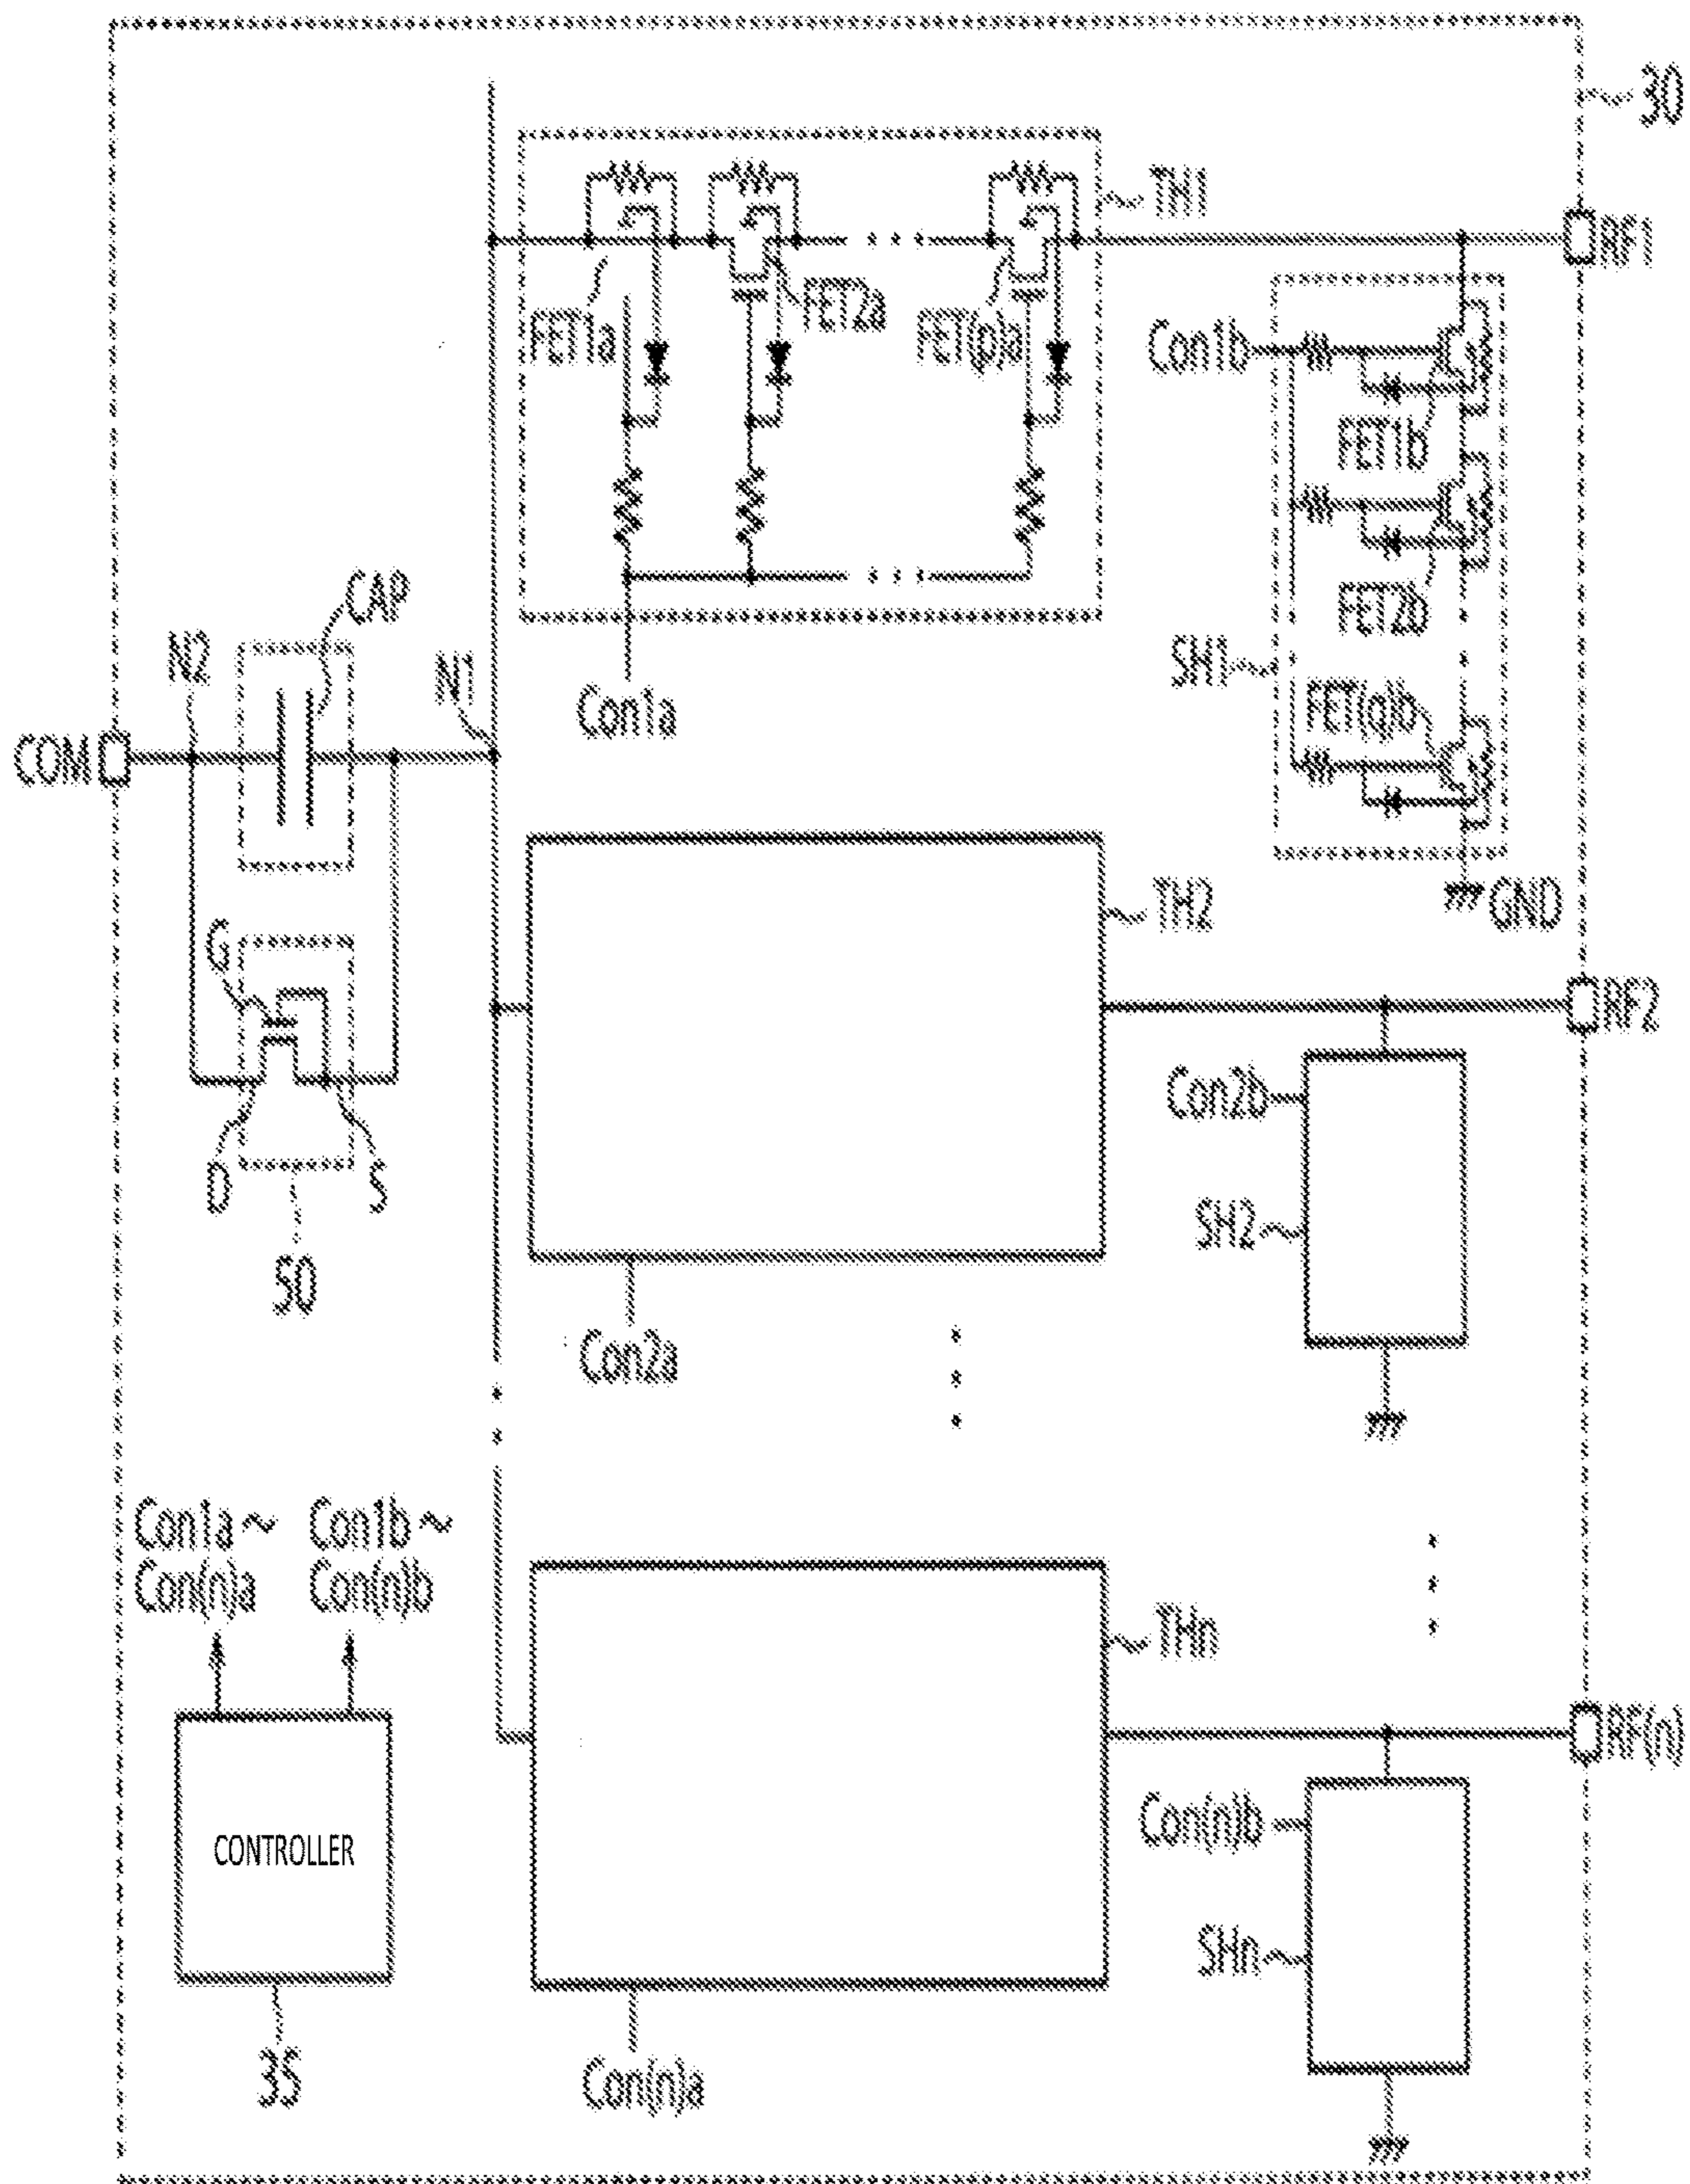 30
TH1
RF1
FET1a
FET2a
FET(p)a
Con1b
FET1b
FET2b
SH1
FET(q)b
CAP
N2
N1
Con1a
COM
GND
TH2
G
RF2
D
S
Con2b
SH2
50
Con2a
Con1a ~
Con(n)a
Con1b ~
Con(n)b
THn
RF(n)
Con(n)b
CONTROLLER
SHn
35
Con(n)a